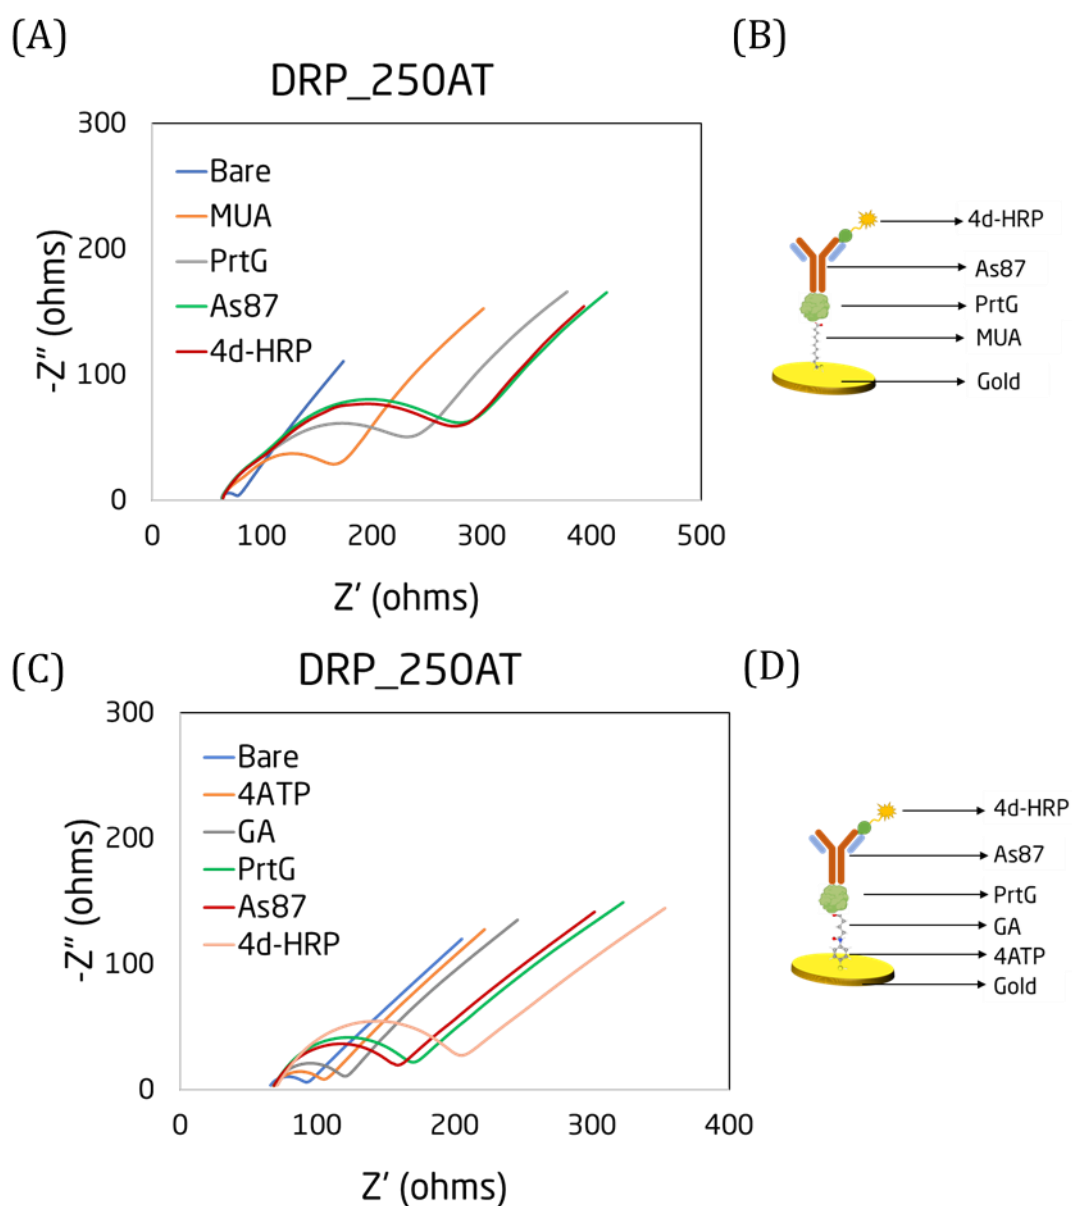 (A)
(B)
DRP_250AT
300
200
100
0
-Z″ (ohms)
Bare
MUA
PrtG
As87
4d-HRP
0 100 200 300 400 500
Z′ (ohms)
4d-HRP
As87
PrtG
MUA
Gold
(C)
(D)
DRP_250AT
300
200
100
0
-Z″ (ohms)
Bare
4ATP
GA
PrtG
As87
4d-HRP
0 100 200 300 400
Z′ (ohms)
4d-HRP
As87
PrtG
GA
4ATP
Gold